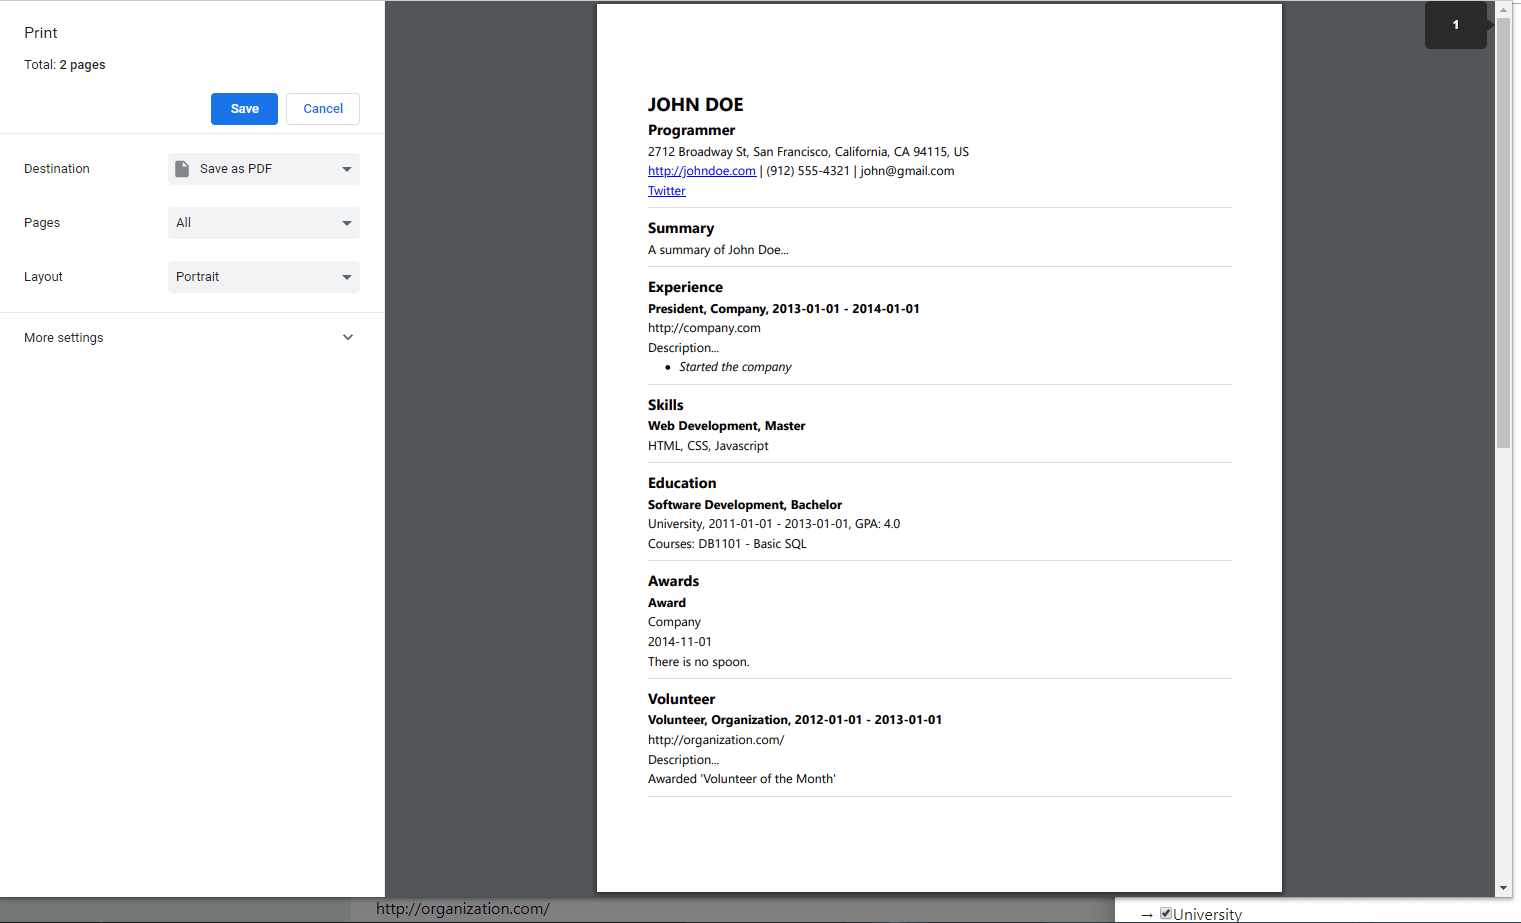 Print
Total: 2 pages
Save Cancel
Destination Save as PDF
Pages All
Layout Portrait
More settings
1
JOHN DOE
Programmer
2712 Broadway St, San Francisco, California, CA 94115, US
http://johndoe.com | (912) 555-4321 | john@gmail.com
Twitter
Summary
A summary of John Doe...
Experience
President, Company, 2013-01-01 - 2014-01-01
http://company.com
Description...
• Started the company
Skills
Web Development, Master
HTML, CSS, Javascript
Education
Software Development, Bachelor
University, 2011-01-01 - 2013-01-01, GPA: 4.0
Courses: DB1101 - Basic SQL
Awards
Award
Company
2014-11-01
There is no spoon.
Volunteer
Volunteer, Organization, 2012-01-01 - 2013-01-01
http://organization.com/
Description...
Awarded 'Volunteer of the Month'
http://organization.com/
→ University